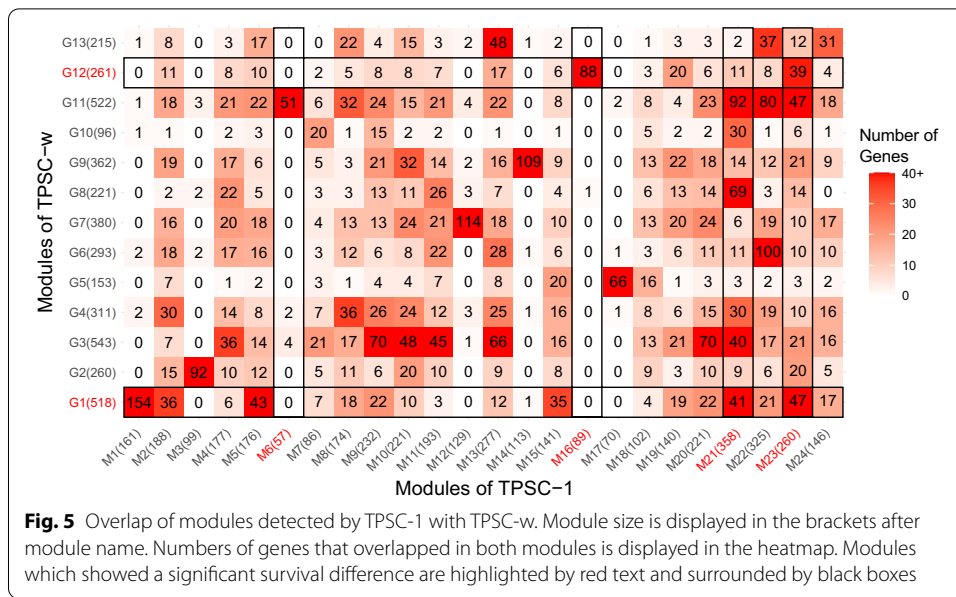 G13(215) 1 8 0 3 17 0 0 22 4 15 3 2 48 1 2 0 0 1 3 3 2 37 12 31
G12(261) 0 11 0 8 10 0 2 5 8 8 7 0 17 0 6 88 0 3 20 6 11 8 39 4
G11(522) 1 18 3 21 22 51 6 32 24 15 21 4 22 0 15 0 2 8 4 23 92 80 47 18
G10(96) 1 1 0 2 3 0 20 1 15 2 2 0 1 0 1 0 0 5 2 2 30 1 6 1
G9(362) 0 19 0 17 6 0 5 3 21 32 14 2 16 109 9 0 0 13 22 18 14 12 21 9
G8(221) 0 2 2 22 5 0 3 3 13 11 26 3 7 0 4 1 0 6 13 14 69 3 14 0
G7(380) 0 16 0 20 18 0 4 13 13 24 21 114 18 0 10 0 0 13 20 24 6 19 10 17
G6(293) 2 18 2 17 16 0 3 12 6 8 22 0 28 1 6 0 1 3 6 11 11 100 10 10
G5(153) 0 7 0 1 2 0 3 1 4 4 7 0 8 0 20 0 66 16 1 3 3 2 3 2
G4(311) 2 30 0 14 8 2 7 36 26 24 12 3 25 1 16 0 1 8 6 15 30 19 10 16
G3(543) 0 7 0 36 14 4 21 17 70 48 45 1 66 0 16 0 0 13 21 70 40 17 21 16
G2(260) 0 15 92 10 12 0 5 11 6 20 10 0 9 0 8 0 0 9 3 10 9 6 20 5
G1(518) 154 36 0 6 43 0 7 18 22 10 3 0 12 1 35 0 0 4 19 22 41 21 47 17
M1(161) M2(188) M3(99) M4(177) M5(176) M6(57) M7(86) M8(174) M9(232) M10(221) M11(193) M12(129) M13(277) M14(113) M15(141) M16(89) M17(70) M18(102) M19(140) M20(221) M21(358) M22(325) M23(260) M24(146)
Modules of TPSC-1
Modules of TPSC-w
Number of
Genes
40+
30
20
10
0
Fig. 5 Overlap of modules detected by TPSC-1 with TPSC-w. Module size is displayed in the brackets after
module name. Numbers of genes that overlapped in both modules is displayed in the heatmap. Modules
which showed a significant survival difference are highlighted by red text and surrounded by black boxes